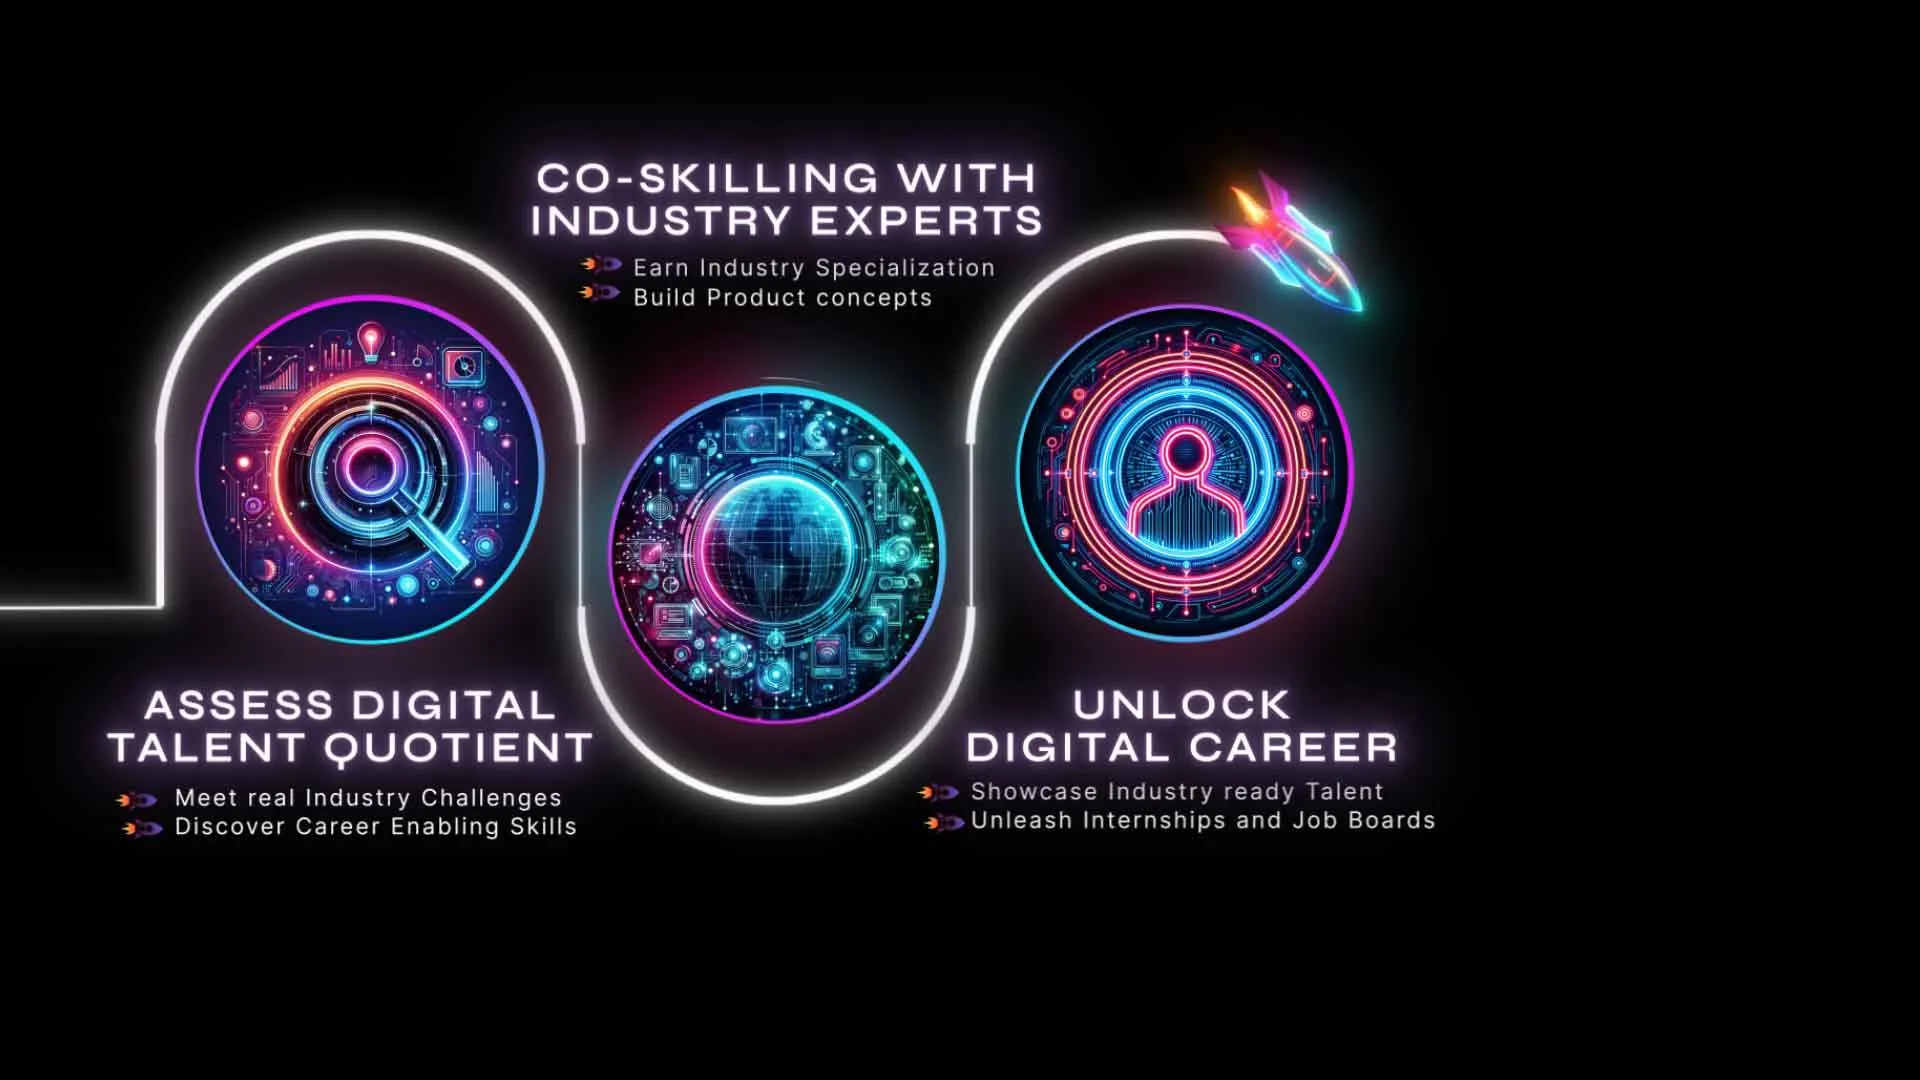 CO-SKILLING WITH
INDUSTRY EXPERTS
Earn Industry Specialization
Build Product concepts
ASSESS DIGITAL
TALENT QUOTIENT
Meet real Industry Challenges
Discover Career Enabling Skills
UNLOCK
DIGITAL CAREER
Showcase Industry ready Talent
Unleash Internships and Job Boards